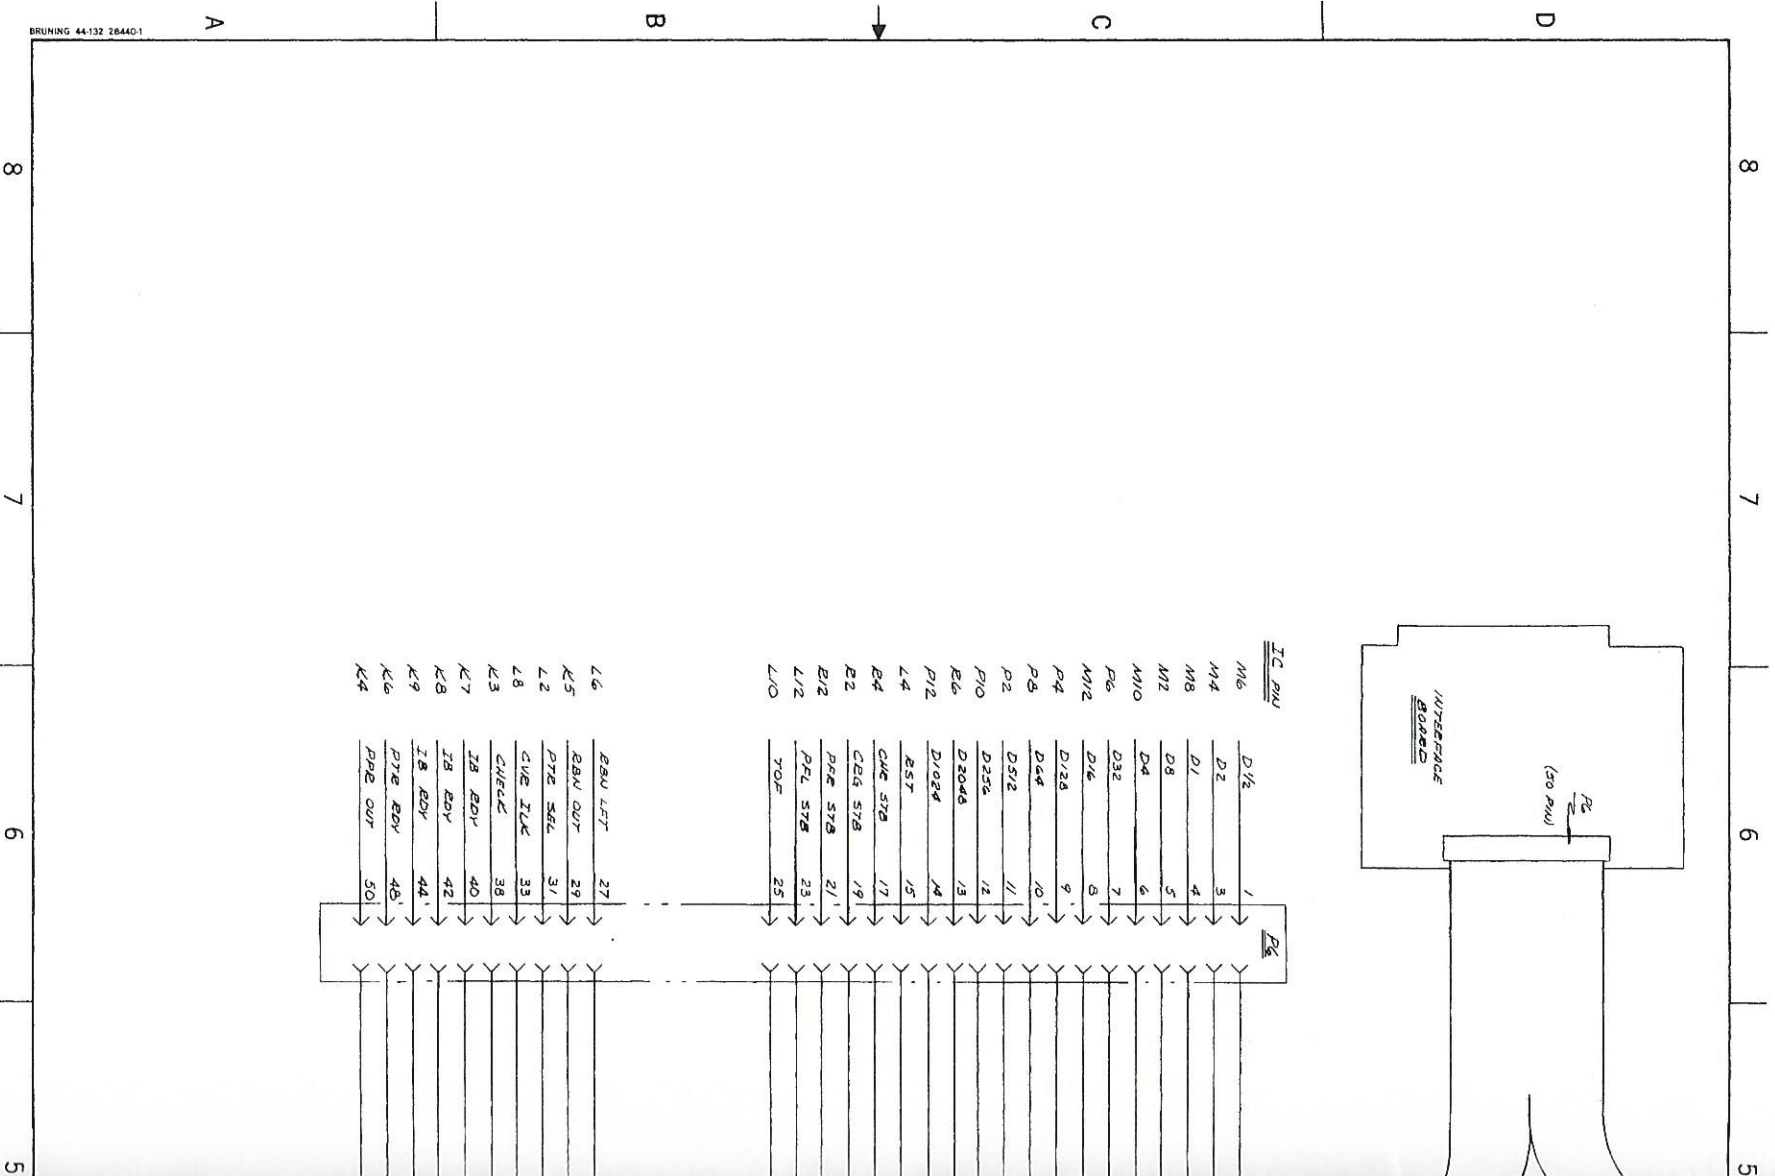 BRUNING 44-132 28440-1
A
B
C
D
8
8
7
7
6
6
5
5
INTERFACE
BOARD
P6
(50 PIN)
IC PIN
P6
M6 D 1/2 1
M4 D2 3
M8 D1 4
M2 D8 5
M10 D4 6
P6 D32 7
M12 D16 8
P4 D128 9
P8 D64 10
P2 D512 11
P10 D256 12
R6 D2048 13
P12 D1024 14
L4 RST 15
R4 CHR STB 17
R2 CRG STB 19
R12 PFR STB 21
L12 PFL STB 23
L10 TOF 25
L6 RBN LFT 27
K5 RBN OUT 29
L2 PTR SEL 31
L8 CVR ILK 33
K3 CHECK 38
K7 IB RDY 40
K8 IB RDY 42
K9 IB RDY 44
K6 PTR RDY 48
K4 PPR OUT 50